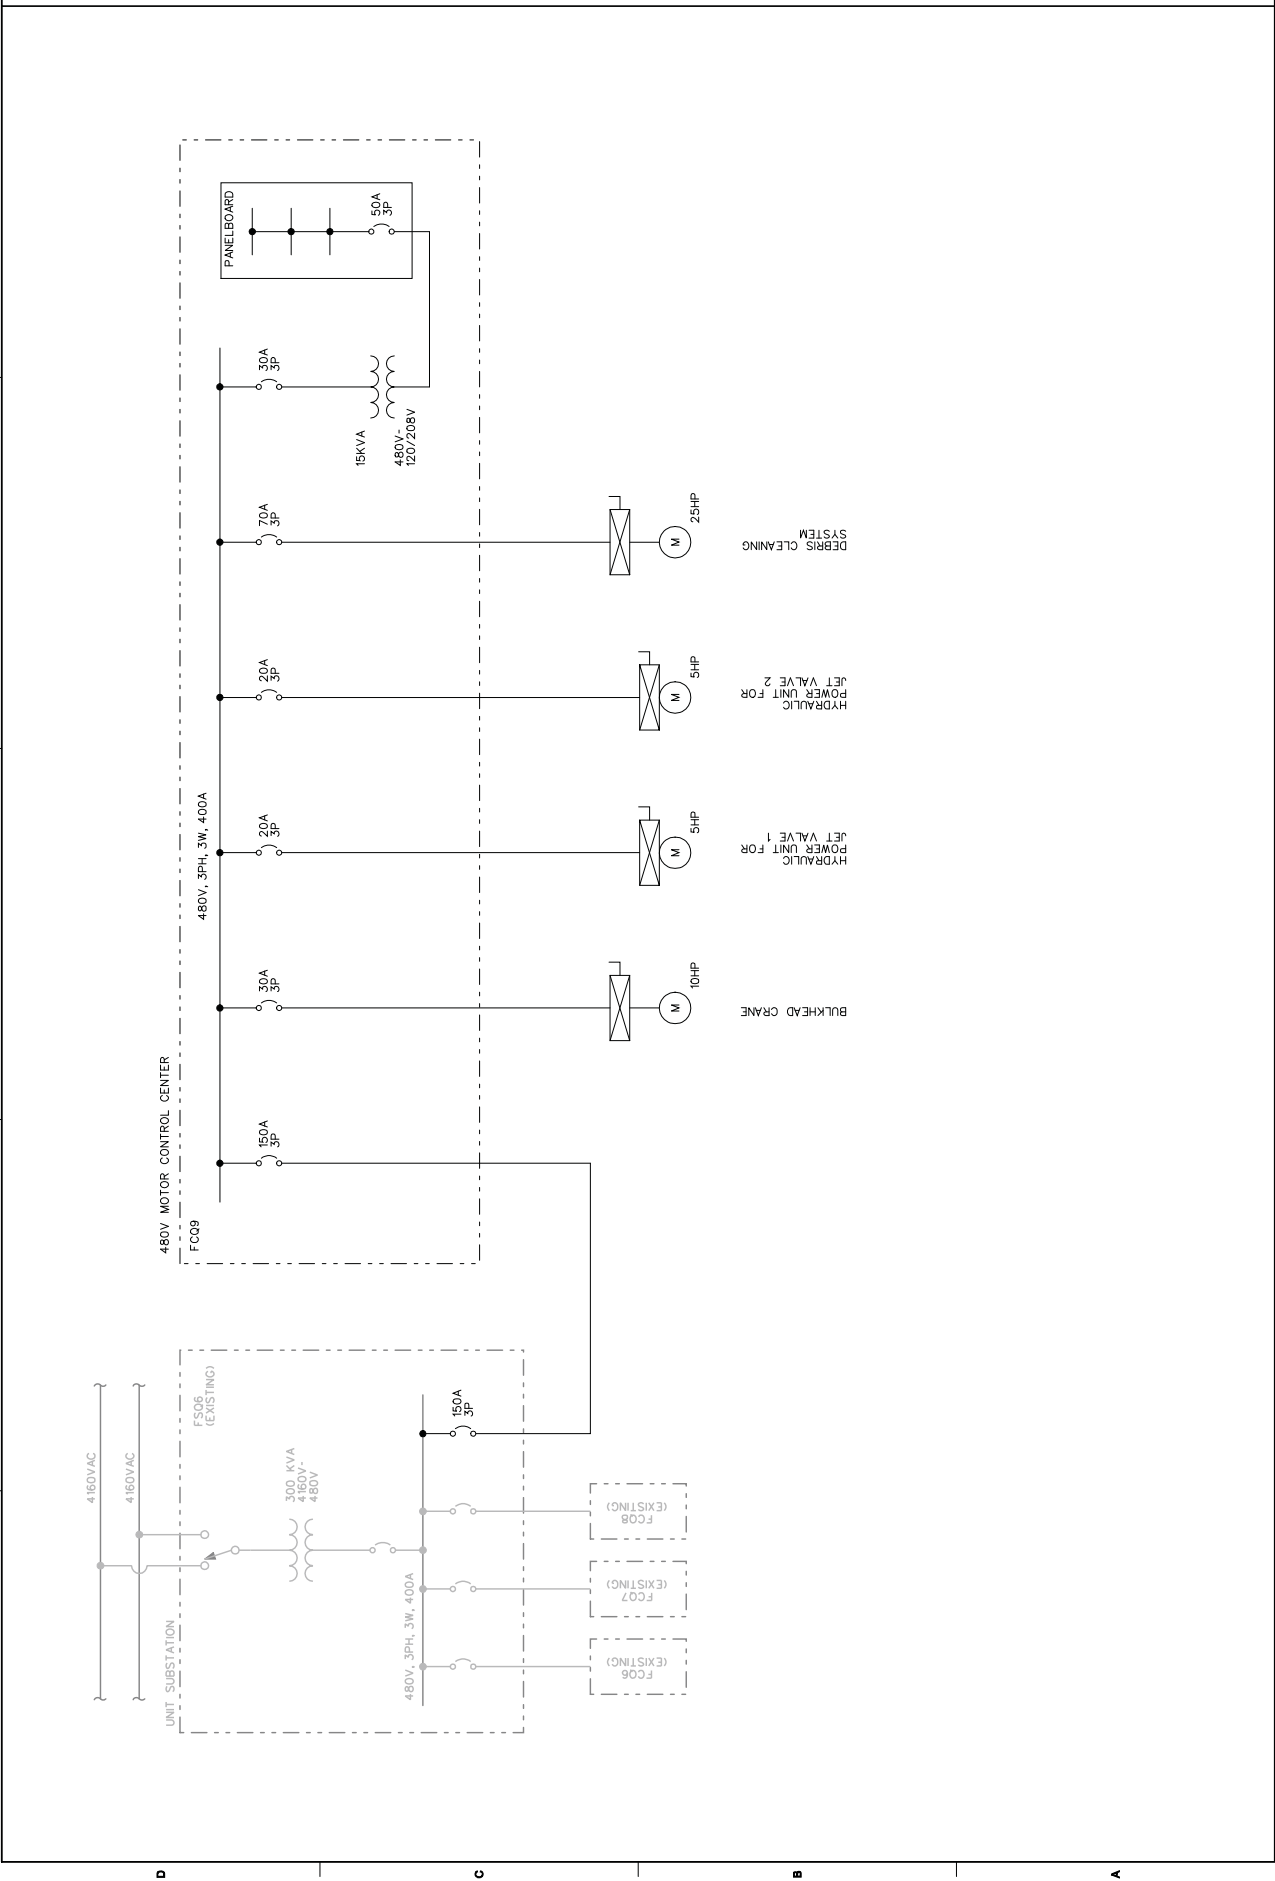 4160VAC
4160VAC
UNIT SUBSTATION
FSQ6
(EXISTING)
300 KVA
4160V-
480V
480V, 3PH, 3W, 400A
150A
3P
FCQ6
(EXISTING)
FCQ7
(EXISTING)
FCQ8
(EXISTING)
480V MOTOR CONTROL CENTER
FCQ9
480V, 3PH, 3W, 400A
150A
3P
30A
3P
20A
3P
20A
3P
70A
3P
30A
3P
15KVA
480V-
120/208V
PANELBOARD
50A
3P
M
10HP
BULKHEAD CRANE
M
5HP
HYDRAULIC
POWER UNIT FOR
JET VALVE 1
M
5HP
HYDRAULIC
POWER UNIT FOR
JET VALVE 2
M
25HP
DEBRIS CLEANING
SYSTEM
D
C
B
A